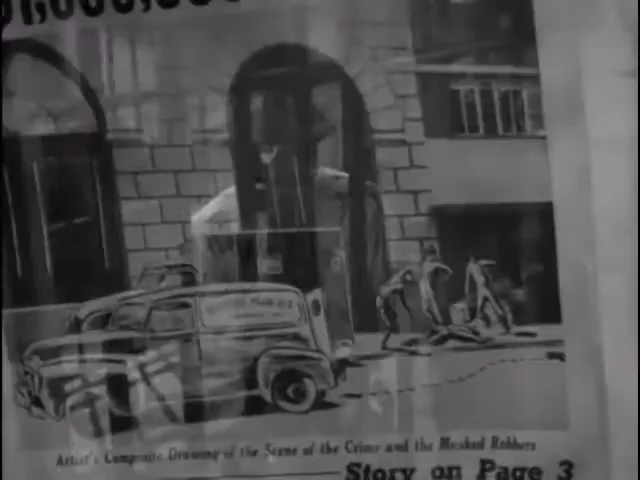 Artist's Composite Drawing of the Scene of the Crime and the Masked Robbers
Story on Page 3